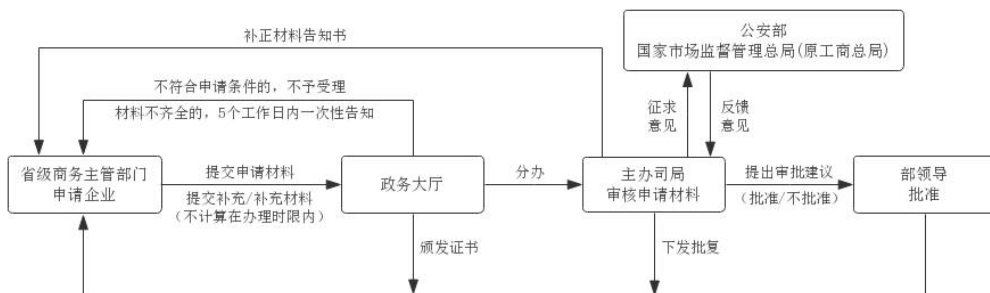 补正材料告知书
公安部
国家市场监督管理总局(原工商总局)
不符合申请条件的，不予受理
材料不齐全的，5个工作日内一次性告知
征求
意见
反馈
意见
省级商务主管部门
申请企业
提交申请材料
提交补充/补充材料
(不计算在办理时限内)
政务大厅
分办
主办司局
审核申请材料
提出审批建议
(批准/不批准)
部领导
批准
颁发证书
下发批复